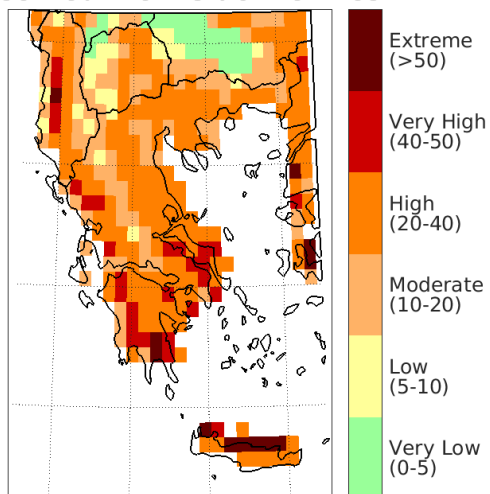 Extreme
(>50)
Very High
(40-50)
High
(20-40)
Moderate
(10-20)
Low
(5-10)
Very Low
(0-5)